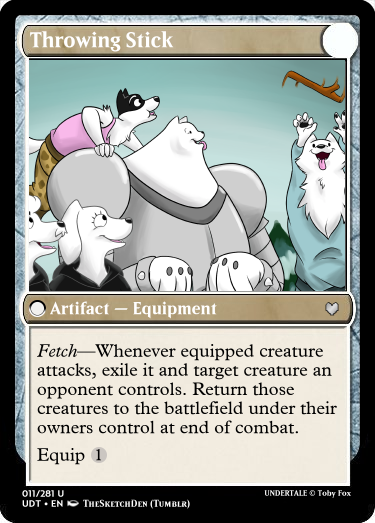 Throwing Stick
Artifact — Equipment
Fetch—Whenever equipped creature
attacks, exile it and target creature an
opponent controls. Return those
creatures to the battlefield under their
owners control at end of combat.
Equip 1
011/281 U
UDT • EN TheSketchDen (Tumblr)
UNDERTALE © Toby Fox